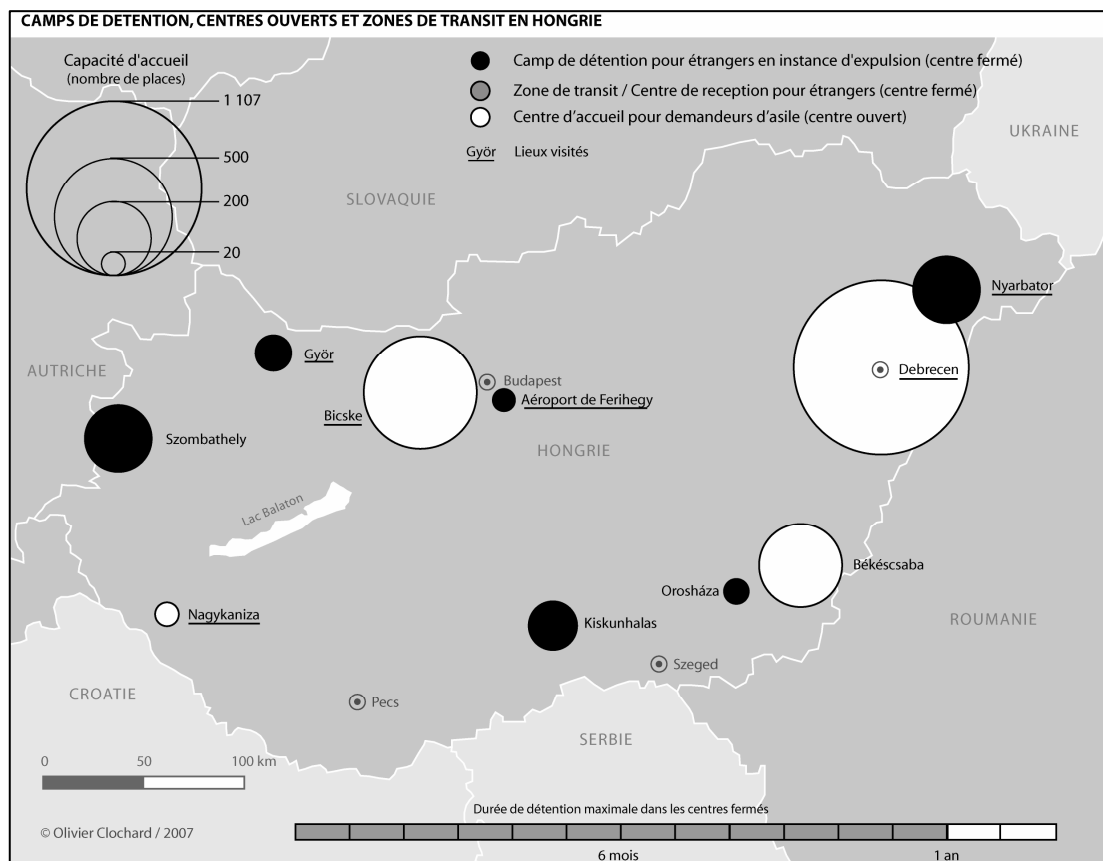 CAMPS DE DETENTION, CENTRES OUVERTS ET ZONES DE TRANSIT EN HONGRIE
Capacité d'accueil
(nombre de places)
1 107
500
200
20
Camp de détention pour étrangers en instance d'expulsion (centre fermé)
Zone de transit / Centre de reception pour étrangers (centre fermé)
Centre d'accueil pour demandeurs d'asile (centre ouvert)
Györ Lieux visités
UKRAINE
SLOVAQUIE
Nyarbator
Györ
AUTRICHE
Debrecen
Budapest
Aéroport de Ferihegy
Bicske
Szombathely
HONGRIE
Lac Balaton
Békéscsaba
Orosháza
Nagykaniza
Kiskunhalas
ROUMANIE
Szeged
CROATIE
Pecs
SERBIE
0 50 100 km
Durée de détention maximale dans les centres fermés
© Olivier Clochard / 2007
6 mois 1 an